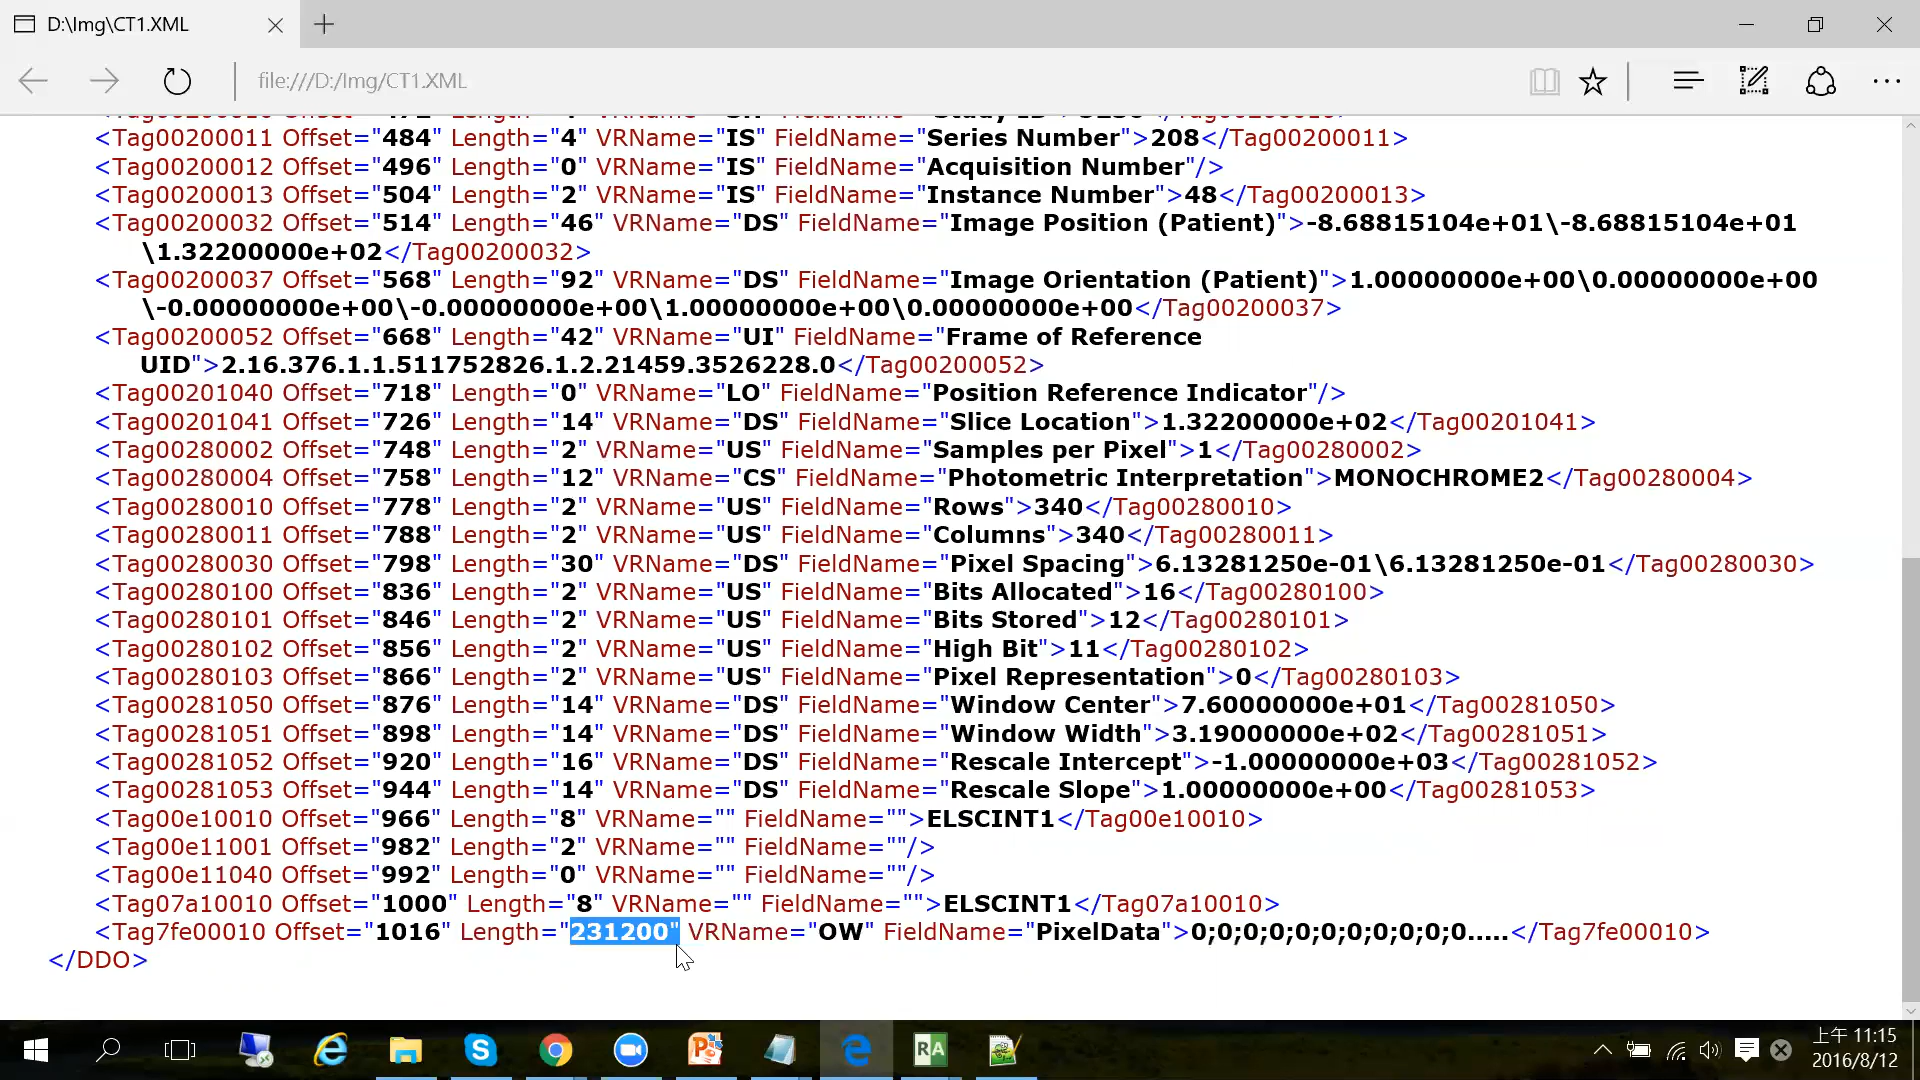 D:\Img\CT1.XML
file:///D:/Img/CT1.XML
<Tag00200011 Offset="484" Length="4" VRName="IS" FieldName="Series Number">208</Tag00200011>
<Tag00200012 Offset="496" Length="0" VRName="IS" FieldName="Acquisition Number"/>
<Tag00200013 Offset="504" Length="2" VRName="IS" FieldName="Instance Number">48</Tag00200013>
<Tag00200032 Offset="514" Length="46" VRName="DS" FieldName="Image Position (Patient)">-8.68815104e+01\-8.68815104e+01
\1.32200000e+02</Tag00200032>
<Tag00200037 Offset="568" Length="92" VRName="DS" FieldName="Image Orientation (Patient)">1.00000000e+00\0.00000000e+00
\-0.00000000e+00\-0.00000000e+00\1.00000000e+00\0.00000000e+00</Tag00200037>
<Tag00200052 Offset="668" Length="42" VRName="UI" FieldName="Frame of Reference
UID">2.16.376.1.1.511752826.1.2.21459.3526228.0</Tag00200052>
<Tag00201040 Offset="718" Length="0" VRName="LO" FieldName="Position Reference Indicator"/>
<Tag00201041 Offset="726" Length="14" VRName="DS" FieldName="Slice Location">1.32200000e+02</Tag00201041>
<Tag00280002 Offset="748" Length="2" VRName="US" FieldName="Samples per Pixel">1</Tag00280002>
<Tag00280004 Offset="758" Length="12" VRName="CS" FieldName="Photometric Interpretation">MONOCHROME2</Tag00280004>
<Tag00280010 Offset="778" Length="2" VRName="US" FieldName="Rows">340</Tag00280010>
<Tag00280011 Offset="788" Length="2" VRName="US" FieldName="Columns">340</Tag00280011>
<Tag00280030 Offset="798" Length="30" VRName="DS" FieldName="Pixel Spacing">6.13281250e-01\6.13281250e-01</Tag00280030>
<Tag00280100 Offset="836" Length="2" VRName="US" FieldName="Bits Allocated">16</Tag00280100>
<Tag00280101 Offset="846" Length="2" VRName="US" FieldName="Bits Stored">12</Tag00280101>
<Tag00280102 Offset="856" Length="2" VRName="US" FieldName="High Bit">11</Tag00280102>
<Tag00280103 Offset="866" Length="2" VRName="US" FieldName="Pixel Representation">0</Tag00280103>
<Tag00281050 Offset="876" Length="14" VRName="DS" FieldName="Window Center">7.60000000e+01</Tag00281050>
<Tag00281051 Offset="898" Length="14" VRName="DS" FieldName="Window Width">3.19000000e+02</Tag00281051>
<Tag00281052 Offset="920" Length="16" VRName="DS" FieldName="Rescale Intercept">-1.00000000e+03</Tag00281052>
<Tag00281053 Offset="944" Length="14" VRName="DS" FieldName="Rescale Slope">1.00000000e+00</Tag00281053>
<Tag00e10010 Offset="966" Length="8" VRName="" FieldName="">ELSCINT1</Tag00e10010>
<Tag00e11001 Offset="982" Length="2" VRName="" FieldName=""/>
<Tag00e11040 Offset="992" Length="0" VRName="" FieldName=""/>
<Tag07a10010 Offset="1000" Length="8" VRName="" FieldName="">ELSCINT1</Tag07a10010>
<Tag7fe00010 Offset="1016" Length="231200" VRName="OW" FieldName="PixelData">0;0;0;0;0;0;0;0;0;0;0.....</Tag7fe00010>
</DDO>
RA
上午 11:15
2016/8/12